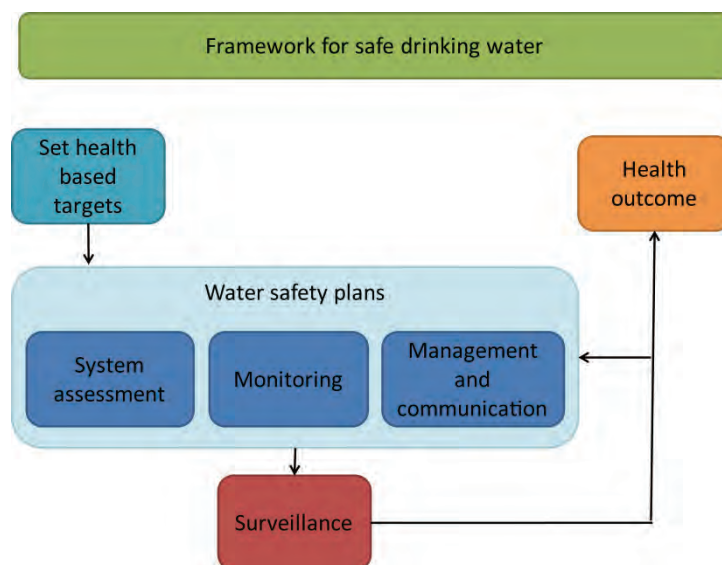 Framework for safe drinking water
Set health
based
targets
Health
outcome
Water safety plans
System
assessment
Monitoring
Management
and
communication
Surveillance